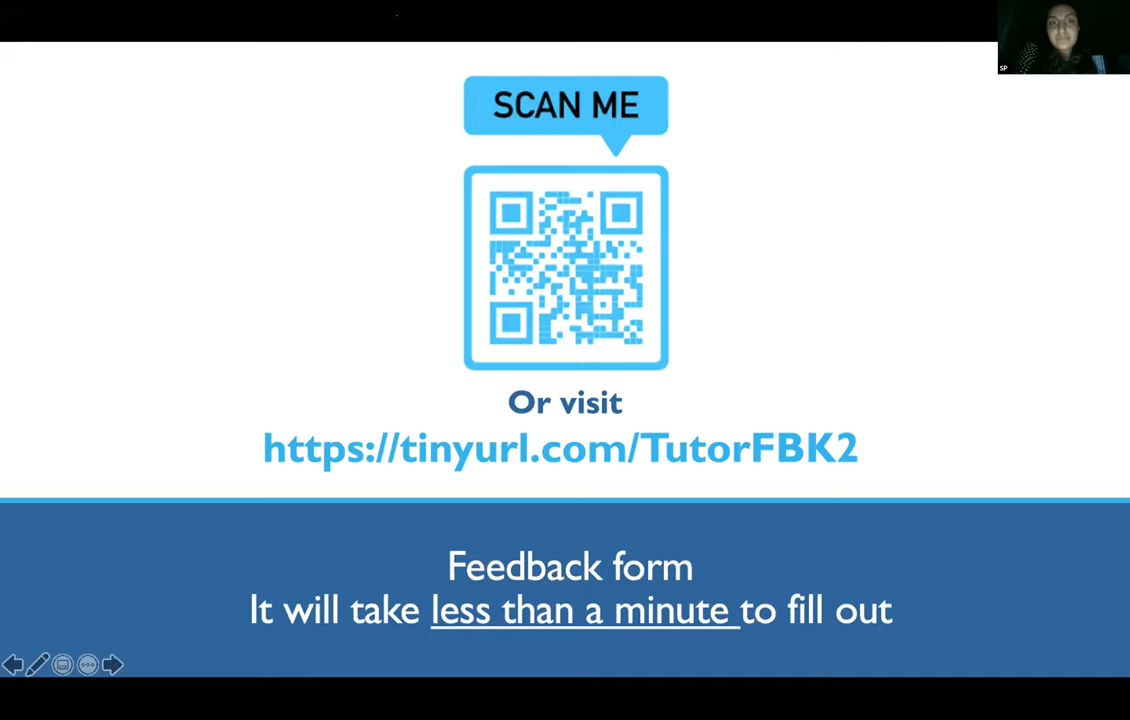 SCAN ME
SP
Or visit
https://tinyurl.com/TutorFBK2
Feedback form
It will take less than a minute to fill out